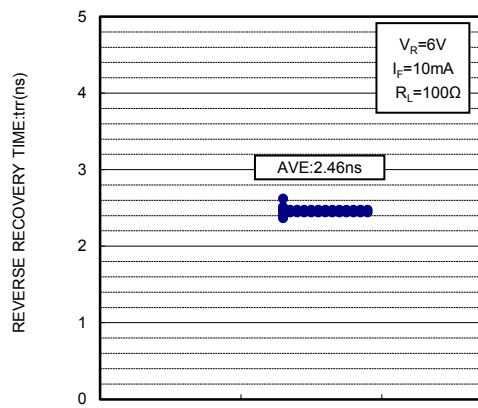 REVERSE RECOVERY TIME:trr(ns)
5
4
3
2
1
0
V_R=6V
I_F=10mA
R_L=100Ω
AVE:2.46ns